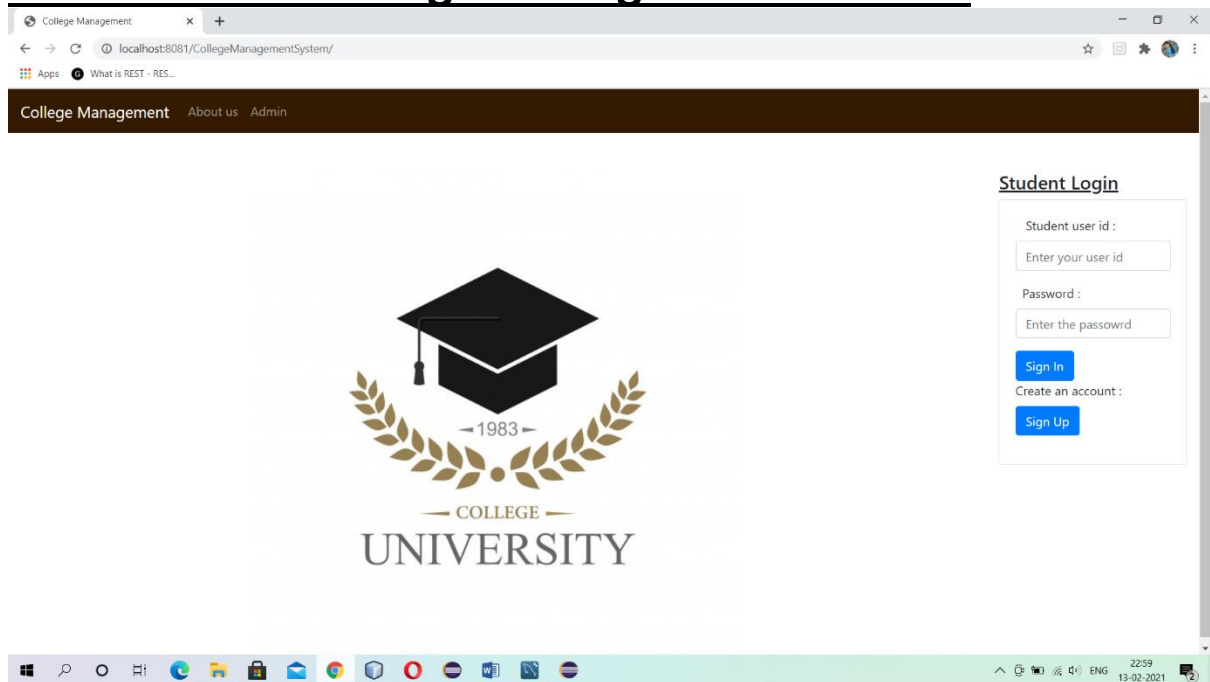 College Management
localhost:8081/CollegeManagementSystem/
Apps What is REST - RES...
College Management About us Admin
Student Login
Student user id :
Enter your user id
Password :
Enter the passowrd
Sign In
Create an account :
Sign Up
1983
COLLEGE
UNIVERSITY
ENG
22:59
13-02-2021
2